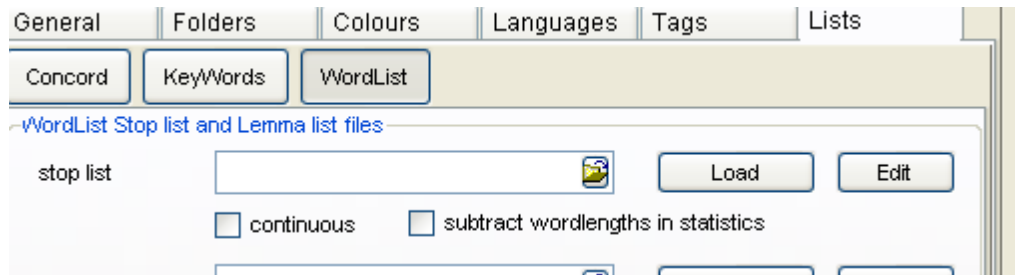 General Folders Colours Languages Tags Lists
Concord KeyWords WordList
WordList Stop list and Lemma list files
stop list Load Edit
continuous subtract wordlengths in statistics